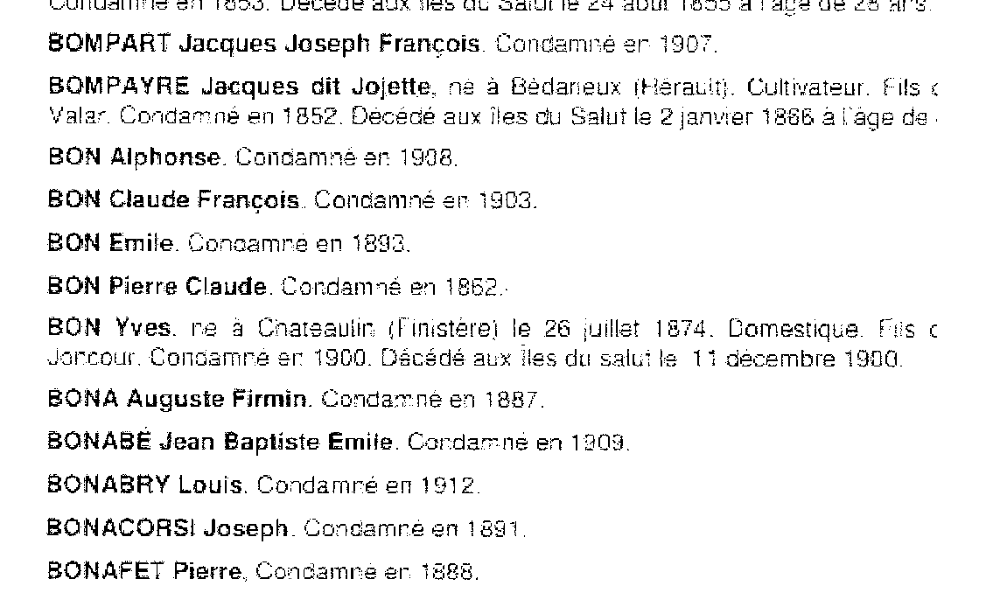 Condamné en 1853. Décédé aux îles du Salut le 24 août 1855 à l'âge de 28 ans.
BOMPART Jacques Joseph François. Condamné en 1907.
BOMPAYRE Jacques dit Jojette, né à Bédarieux (Hérault). Cultivateur. Fils
Valar. Condamné en 1852. Décédé aux îles du Salut le 2 janvier 1866 à l'âge de
BON Alphonse. Condamné en 1908.
BON Claude François. Condamné en 1903.
BON Emile. Condamné en 1893.
BON Pierre Claude. Condamné en 1862.
BON Yves. né à Chateaulin (Finistère) le 26 juillet 1874. Domestique. Fils
Joncour. Condamné en 1900. Décédé aux îles du salut le 11 décembre 1900.
BONA Auguste Firmin. Condamné en 1887.
BONABÉ Jean Baptiste Emile. Condamné en 1909.
BONABRY Louis. Condamné en 1912.
BONACORSI Joseph. Condamné en 1891.
BONAFET Pierre, Condamné en 1888.